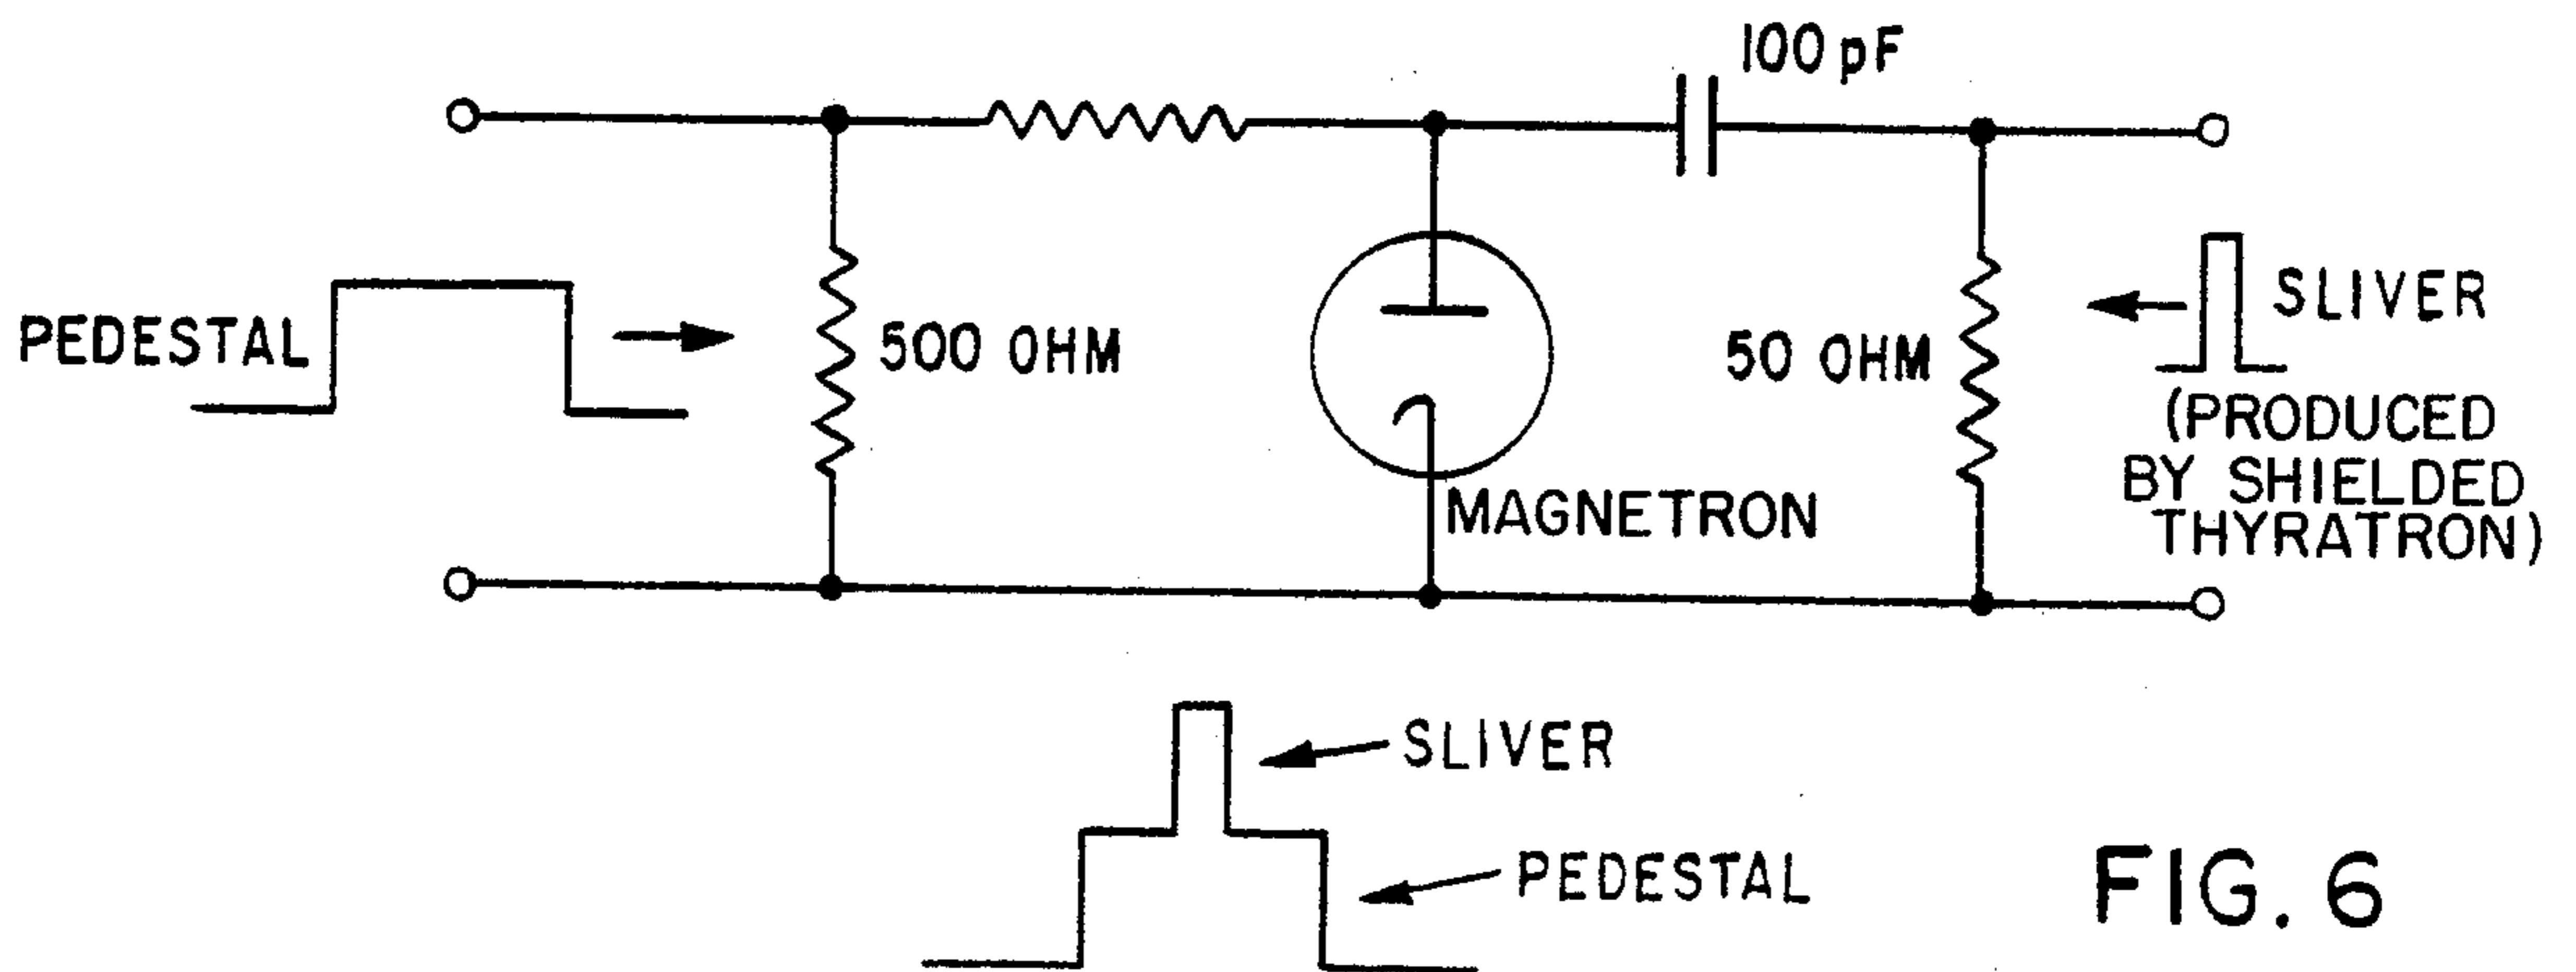 100 pF
PEDESTAL
500 OHM
50 OHM
SLIVER
(PRODUCED
BY SHIELDED
THYRATRON)
MAGNETRON
SLIVER
PEDESTAL
FIG. 6